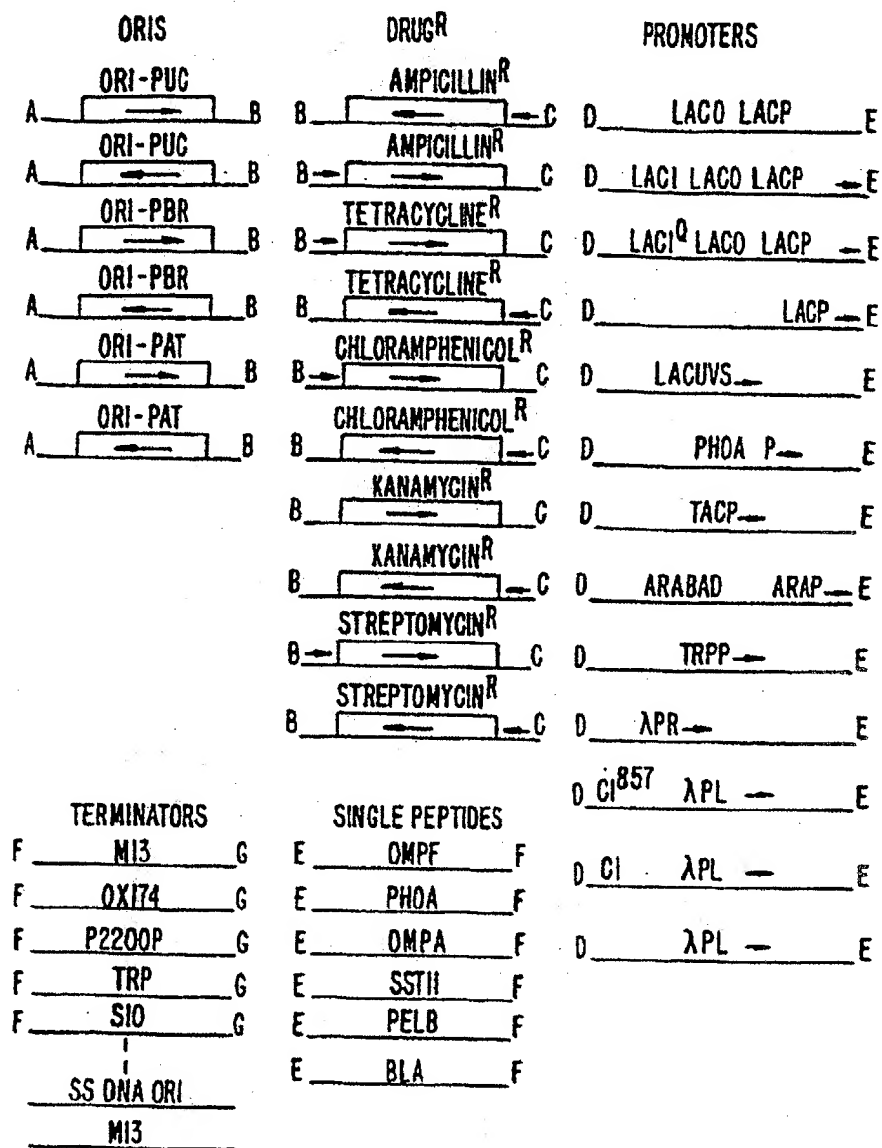 ORIS
ORI-PUC
A B
ORI-PUC
A B
ORI-PBR
A B
ORI-PBR
A B
ORI-PAT
A B
ORI-PAT
A B
DRUGR
AMPICILLINR
B C
AMPICILLINR
B C
TETRACYCLINER
B C
TETRACYCLINER
B C
CHLORAMPHENICOLR
B C
CHLORAMPHENICOLR
B C
KANAMYCINR
B C
KANAMYCINR
B C
STREPTOMYCINR
B C
STREPTOMYCINR
B C
PROMOTERS
D LACO LACP E
D LACI LACO LACP E
D LACIQ LACO LACP E
D LACP E
D LACUVS E
D PHOA P E
D TACP E
D ARABAD ARAP E
D TRPP E
D λPR E
D CI857 λPL E
D CI λPL E
D λPL E
TERMINATORS
F M13 G
F OXI74 G
F P2200P G
F TRP G
F SIO G
SS DNA ORI
M13
SINGLE PEPTIDES
E OMPF F
E PHOA F
E OMPA F
E SSTII F
E PELB F
E BLA F